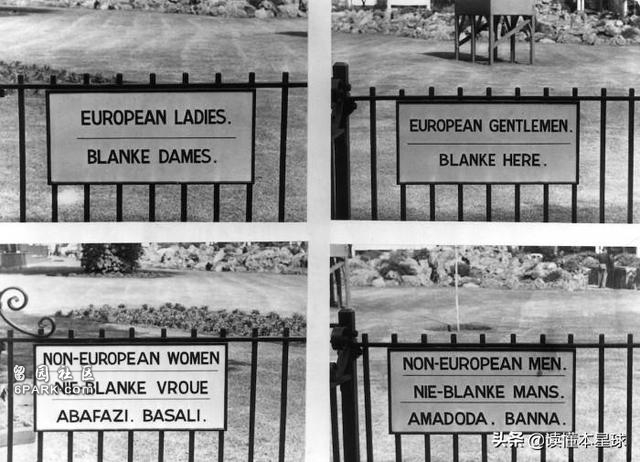 EUROPEAN LADIES.
BLANKE DAMES.
EUROPEAN GENTLEMEN.
BLANKE HERE.
NON-EUROPEAN WOMEN
NIE-BLANKE VROUE
ABAFAZI. BASALI.
NON-EUROPEAN MEN.
NIE-BLANKE MANS.
AMADODA. BANNA.
留园社区
6PARK.com
头条 @读懂本星球